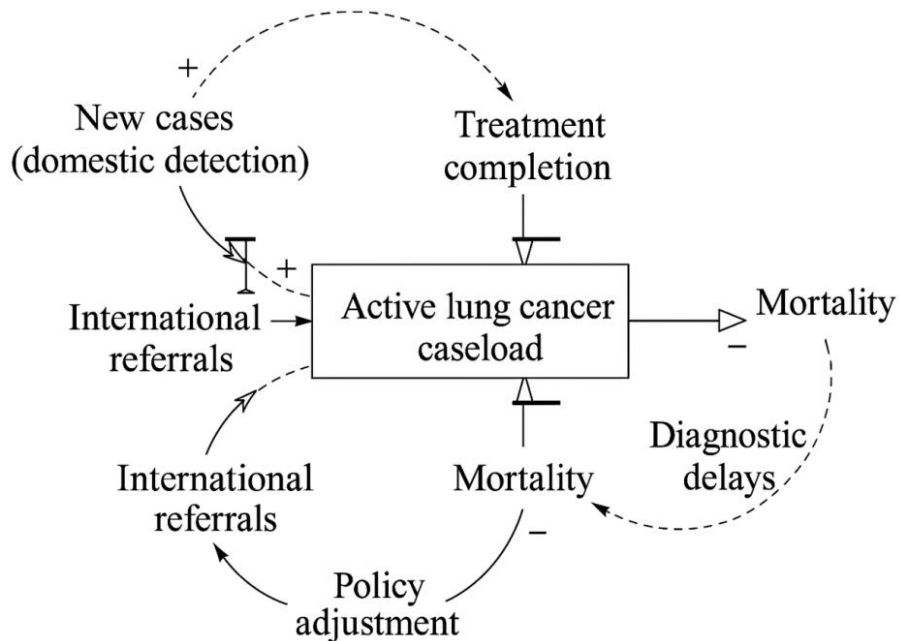 +
New cases
(domestic detection)
Treatment
completion
+
International
referrals
Active lung cancer
caseload
Mortality
−
Diagnostic
delays
International
referrals
Mortality
−
Policy
adjustment